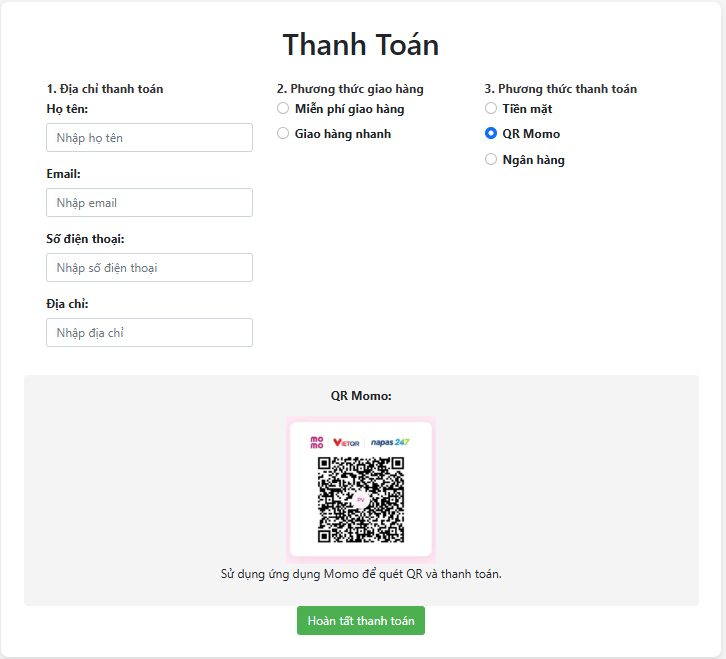 Thanh Toán
1. Địa chỉ thanh toán
Họ tên:
Nhập họ tên
Email:
Nhập email
Số điện thoại:
Nhập số điện thoại
Địa chỉ:
Nhập địa chỉ
2. Phương thức giao hàng
Miễn phí giao hàng
Giao hàng nhanh
3. Phương thức thanh toán
Tiền mặt
QR Momo
Ngân hàng
QR Momo:
mo mo VIETQR napas 247
PV
Sử dụng ứng dụng Momo để quét QR và thanh toán.
Hoàn tất thanh toán